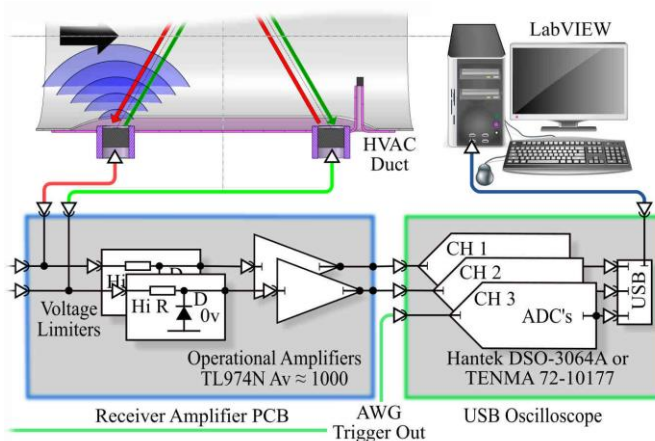 LabVIEW
HVAC
Duct
Hi
D
Hi R
D
0v
Voltage
Limiters
Operational Amplifiers
TL974N Av ≈ 1000
Receiver Amplifier PCB
CH 1
CH 2
CH 3
ADC's
USB
Hantek DSO-3064A or
TENMA 72-10177
AWG
Trigger Out
USB Oscilloscope